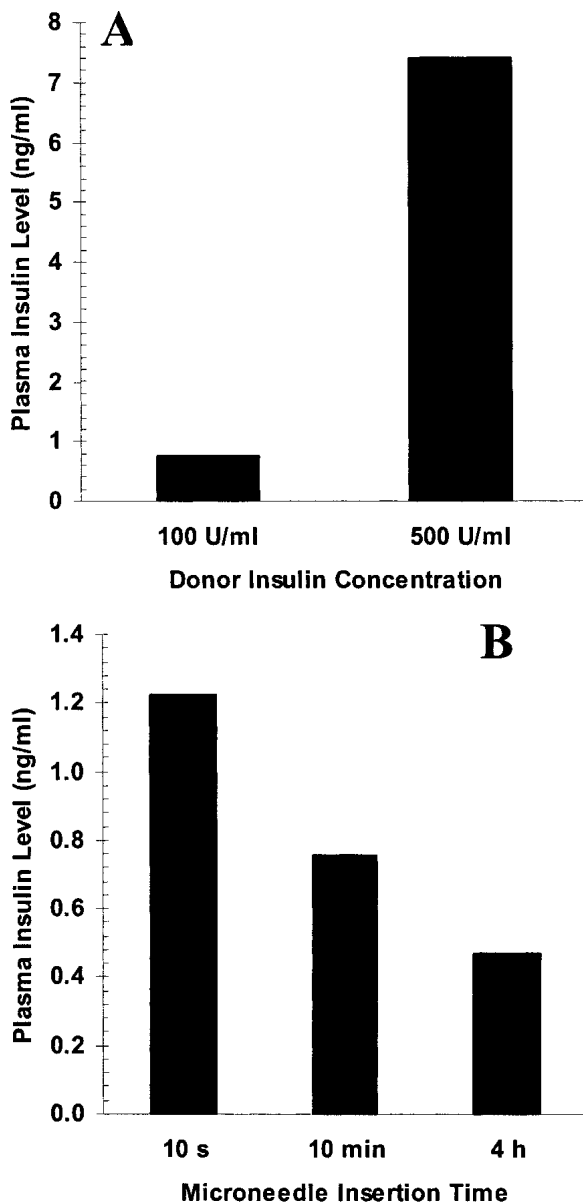 A
Plasma Insulin Level (ng/ml)
8
7
6
5
4
3
2
1
0
100 U/ml 500 U/ml
Donor Insulin Concentration
B
Plasma Insulin Level (ng/ml)
1.4
1.2
1.0
0.8
0.6
0.4
0.2
0.0
10 s 10 min 4 h
Microneedle Insertion Time